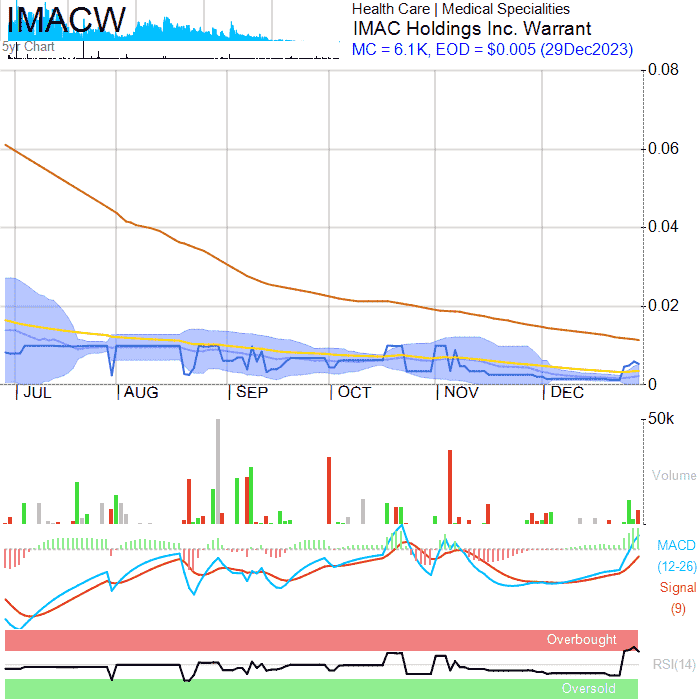 IMACW
5yr Chart
Health Care | Medical Specialities
IMAC Holdings Inc. Warrant
MC = 6.1K, EOD = $0.005 (29Dec2023)
0.08
0.06
0.04
0.02
0
JUL AUG SEP OCT NOV DEC
50k
Volume
MACD
(12-26)
Signal
(9)
Overbought
RSI(14)
Oversold